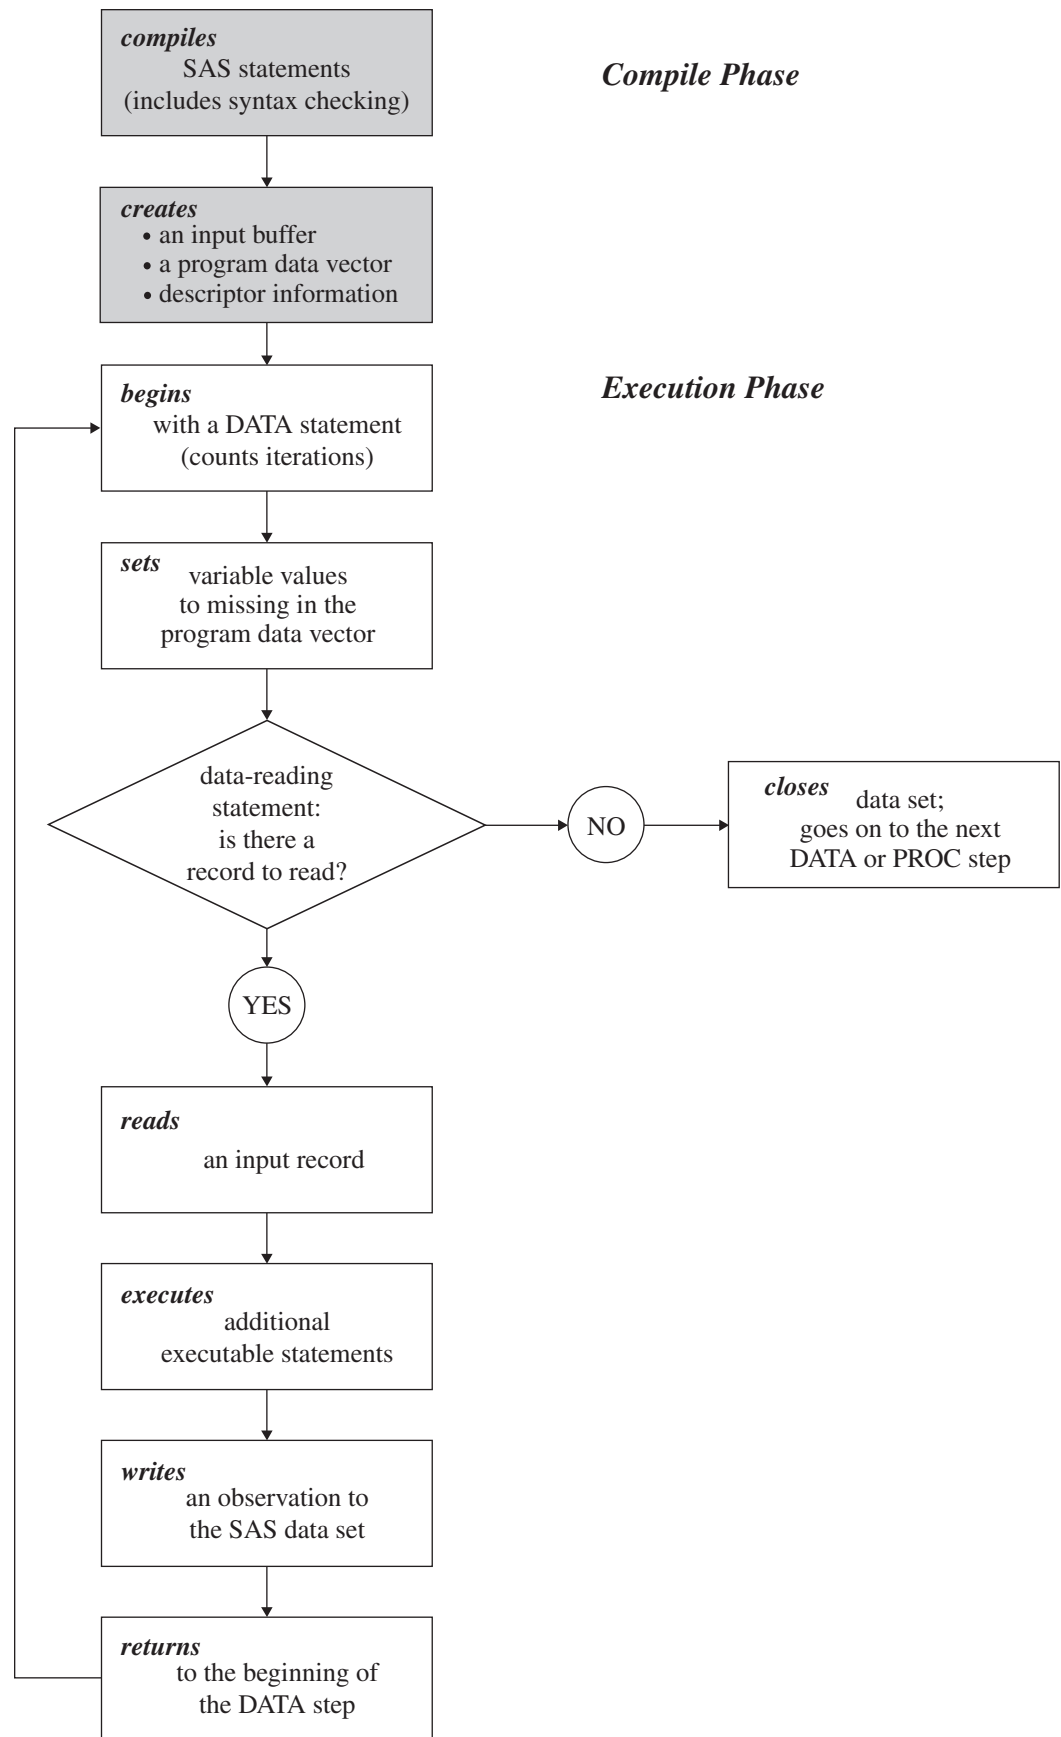 compiles
SAS statements
(includes syntax checking)
Compile Phase
creates
• an input buffer
• a program data vector
• descriptor information
Execution Phase
begins
with a DATA statement
(counts iterations)
sets
variable values
to missing in the
program data vector
data-reading
statement:
is there a
record to read?
NO
closes
data set;
goes on to the next
DATA or PROC step
YES
reads
an input record
executes
additional
executable statements
writes
an observation to
the SAS data set
returns
to the beginning of
the DATA step